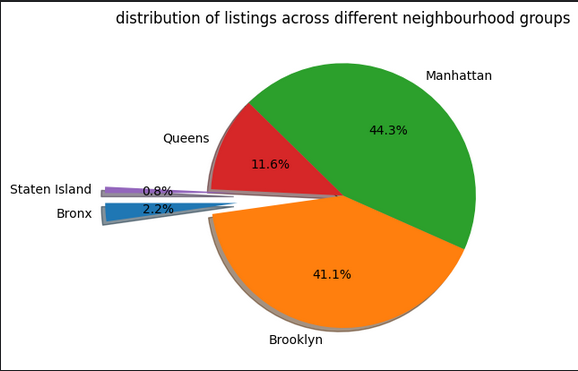 distribution of listings across different neighbourhood groups
Manhattan
44.3%
Queens
11.6%
Staten Island
0.8%
Bronx
2.2%
41.1%
Brooklyn